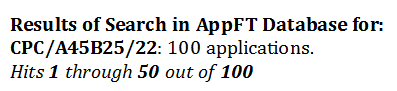 Results of Search in AppFT Database for:
CPC/A45B25/22: 100 applications.
Hits 1 through 50 out of 100